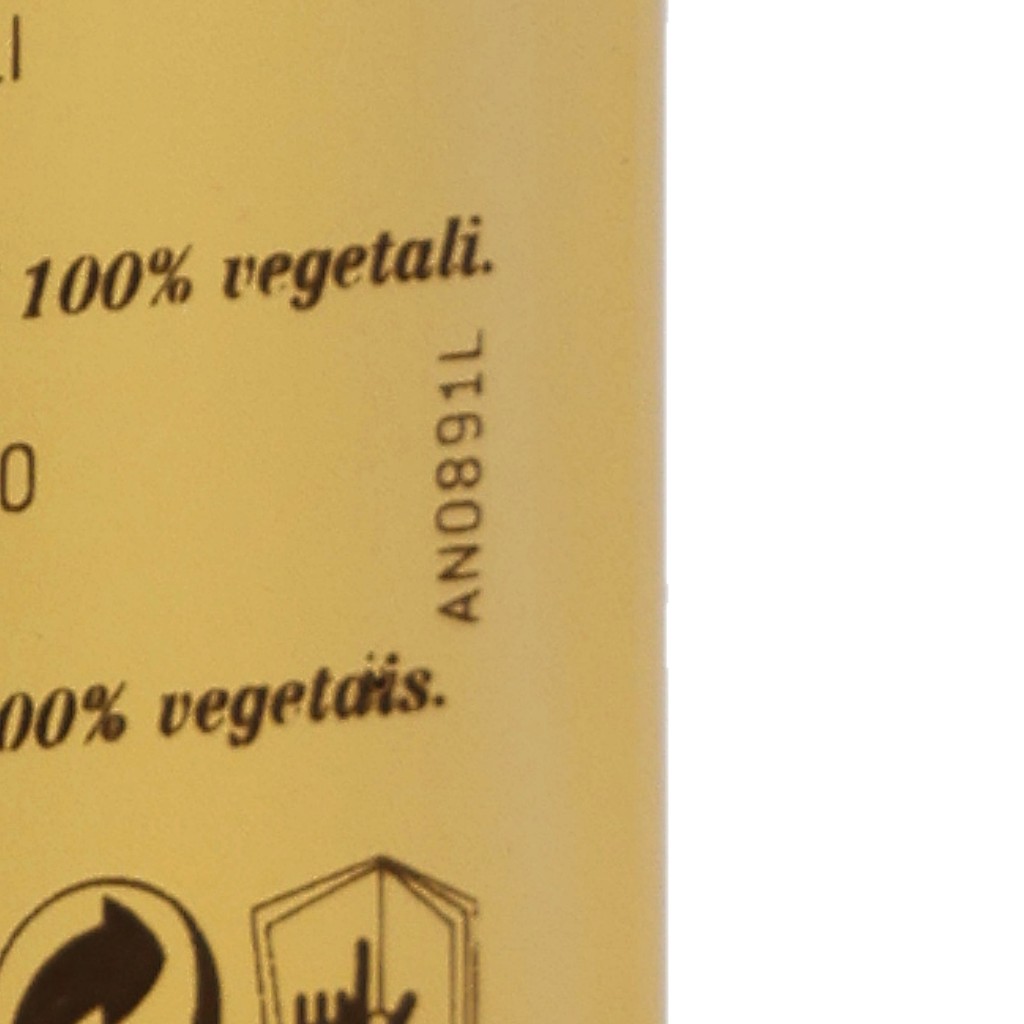 100% vegetali.
AN0891L
0
00% vegetais.